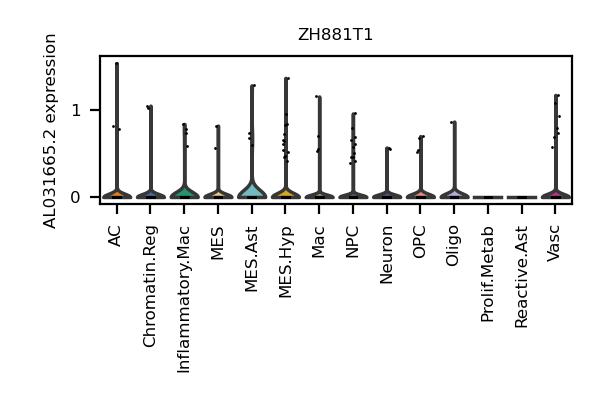 ZH881T1
AL031665.2 expression
1
0
AC
Chromatin.Reg
Inflammatory.Mac
MES
MES.Ast
MES.Hyp
Mac
NPC
Neuron
OPC
Oligo
Prolif.Metab
Reactive.Ast
Vasc